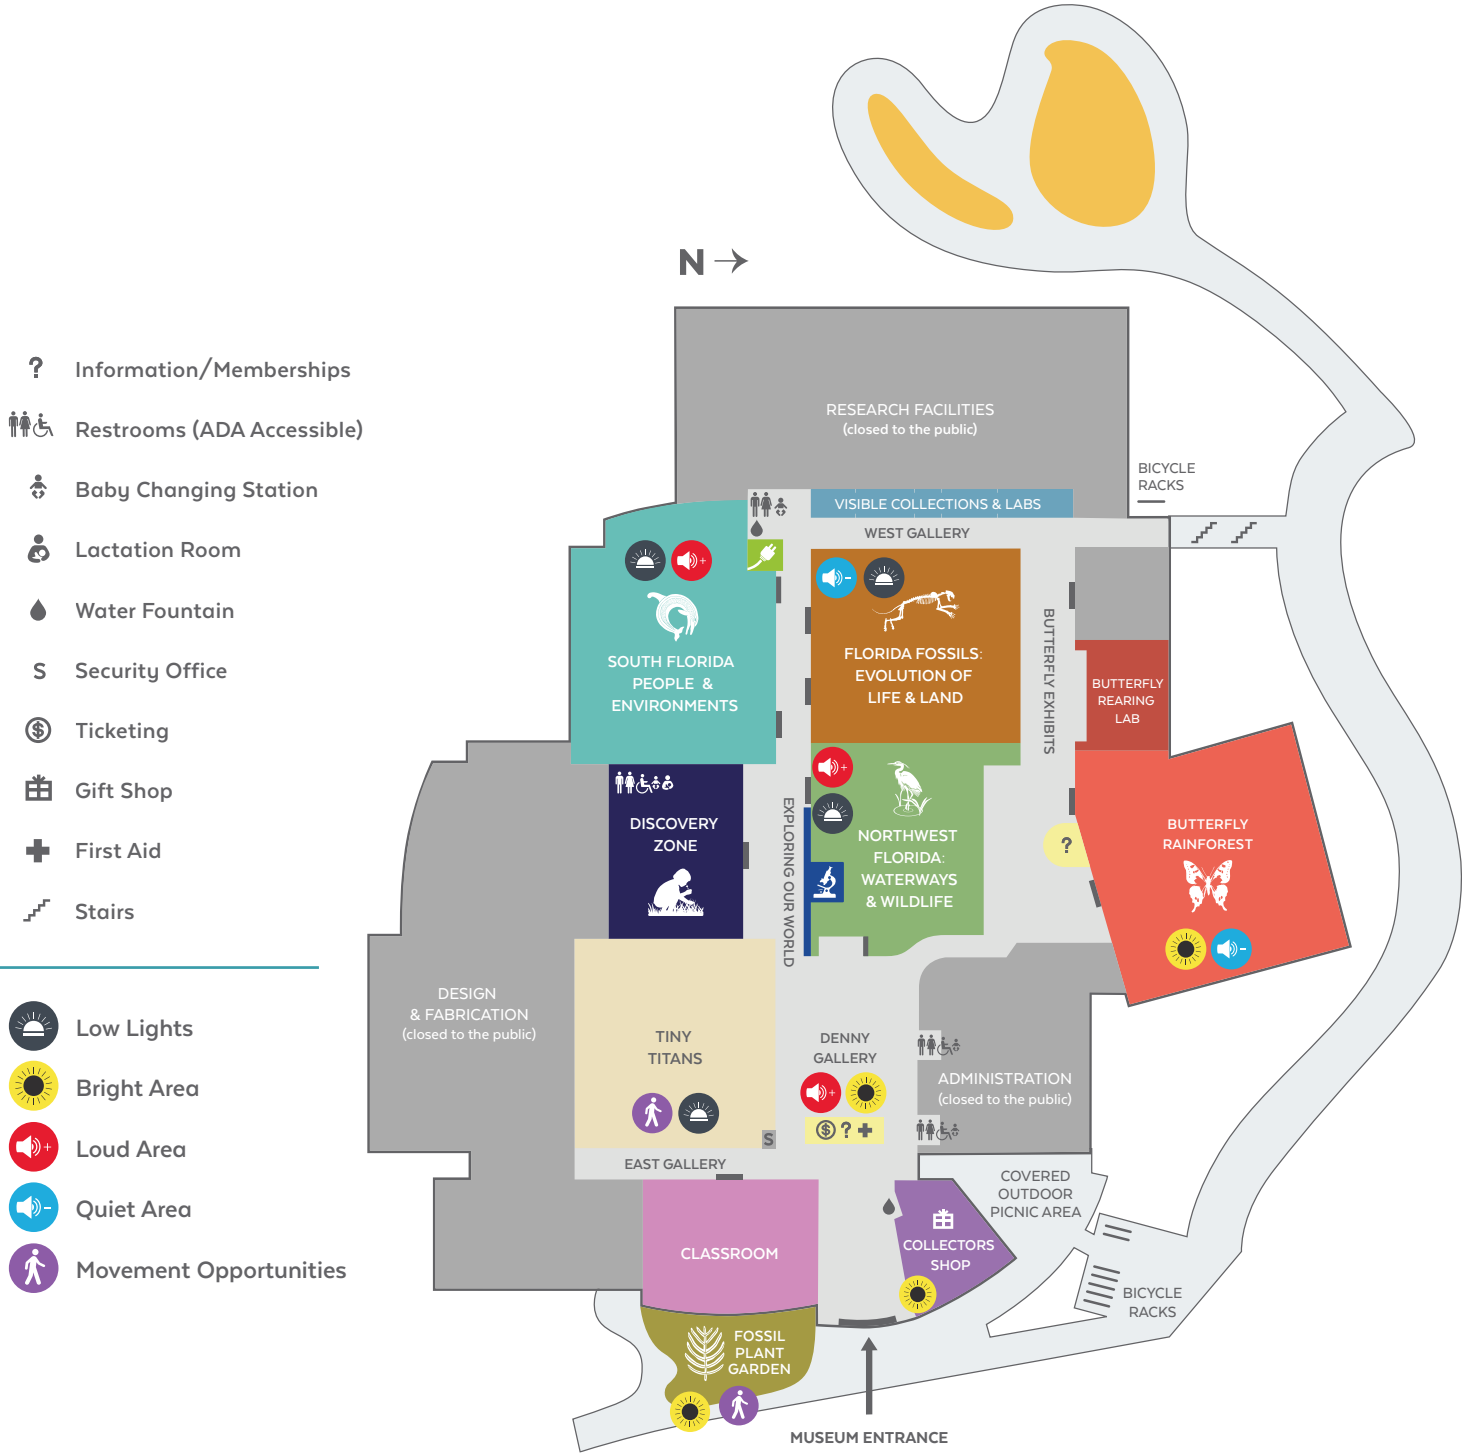 N
? Information/Memberships
Restrooms (ADA Accessible)
Baby Changing Station
Lactation Room
Water Fountain
S Security Office
$ Ticketing
Gift Shop
First Aid
Stairs
Low Lights
Bright Area
+ Loud Area
- Quiet Area
Movement Opportunities
RESEARCH FACILITIES
(closed to the public)
BICYCLE
RACKS
VISIBLE COLLECTIONS & LABS
WEST GALLERY
+
-
SOUTH FLORIDA
PEOPLE &
ENVIRONMENTS
FLORIDA FOSSILS:
EVOLUTION OF
LIFE & LAND
BUTTERFLY EXHIBITS
BUTTERFLY
REARING
LAB
+
DISCOVERY
ZONE
EXPLORING OUR WORLD
NORTHWEST
FLORIDA:
WATERWAYS
& WILDLIFE
?
BUTTERFLY
RAINFOREST
-
DESIGN
& FABRICATION
(closed to the public)
TINY
TITANS
DENNY
GALLERY
+
$ ?
S
ADMINISTRATION
(closed to the public)
EAST GALLERY
COVERED
OUTDOOR
PICNIC AREA
CLASSROOM
COLLECTORS
SHOP
BICYCLE
RACKS
FOSSIL
PLANT
GARDEN
MUSEUM ENTRANCE